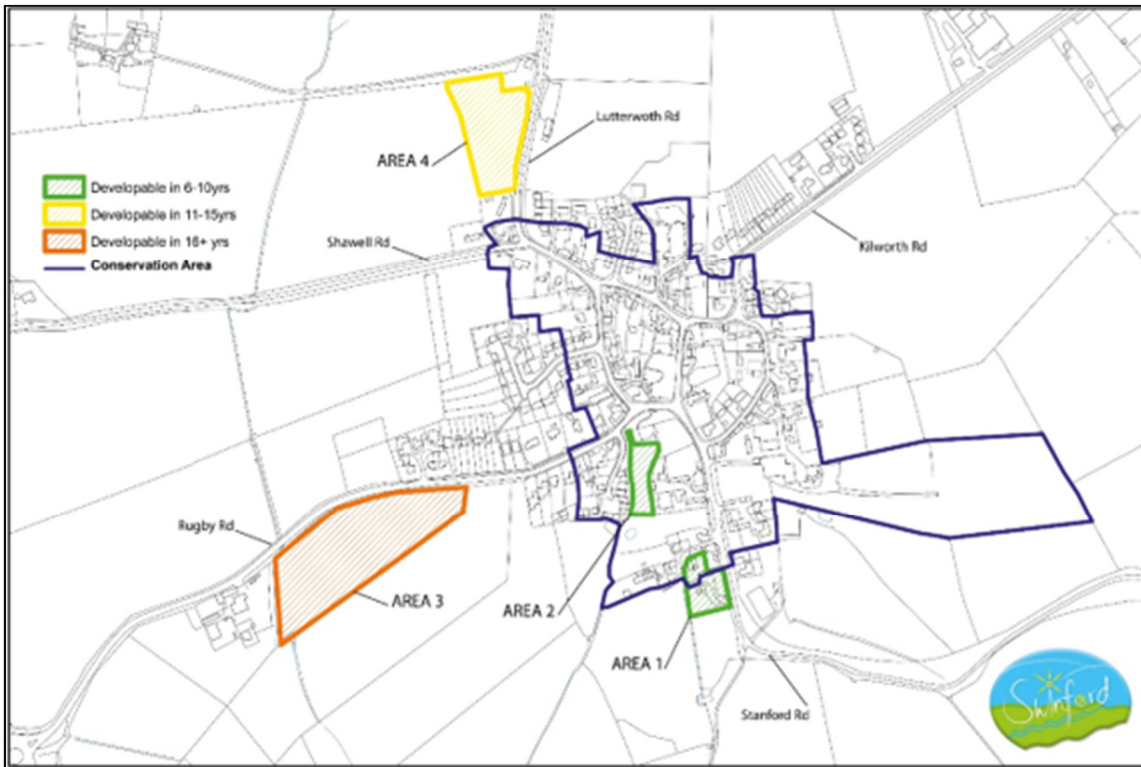 Lutterwoth Rd
AREA 4
Developable in 6-10yrs
Developable in 11-15yrs
Developable in 16+ yrs
Conservation Area
Shawell Rd
Kilworth Rd
Rugby Rd
AREA 3
AREA 2
AREA 1
Stanford Rd
Swinford